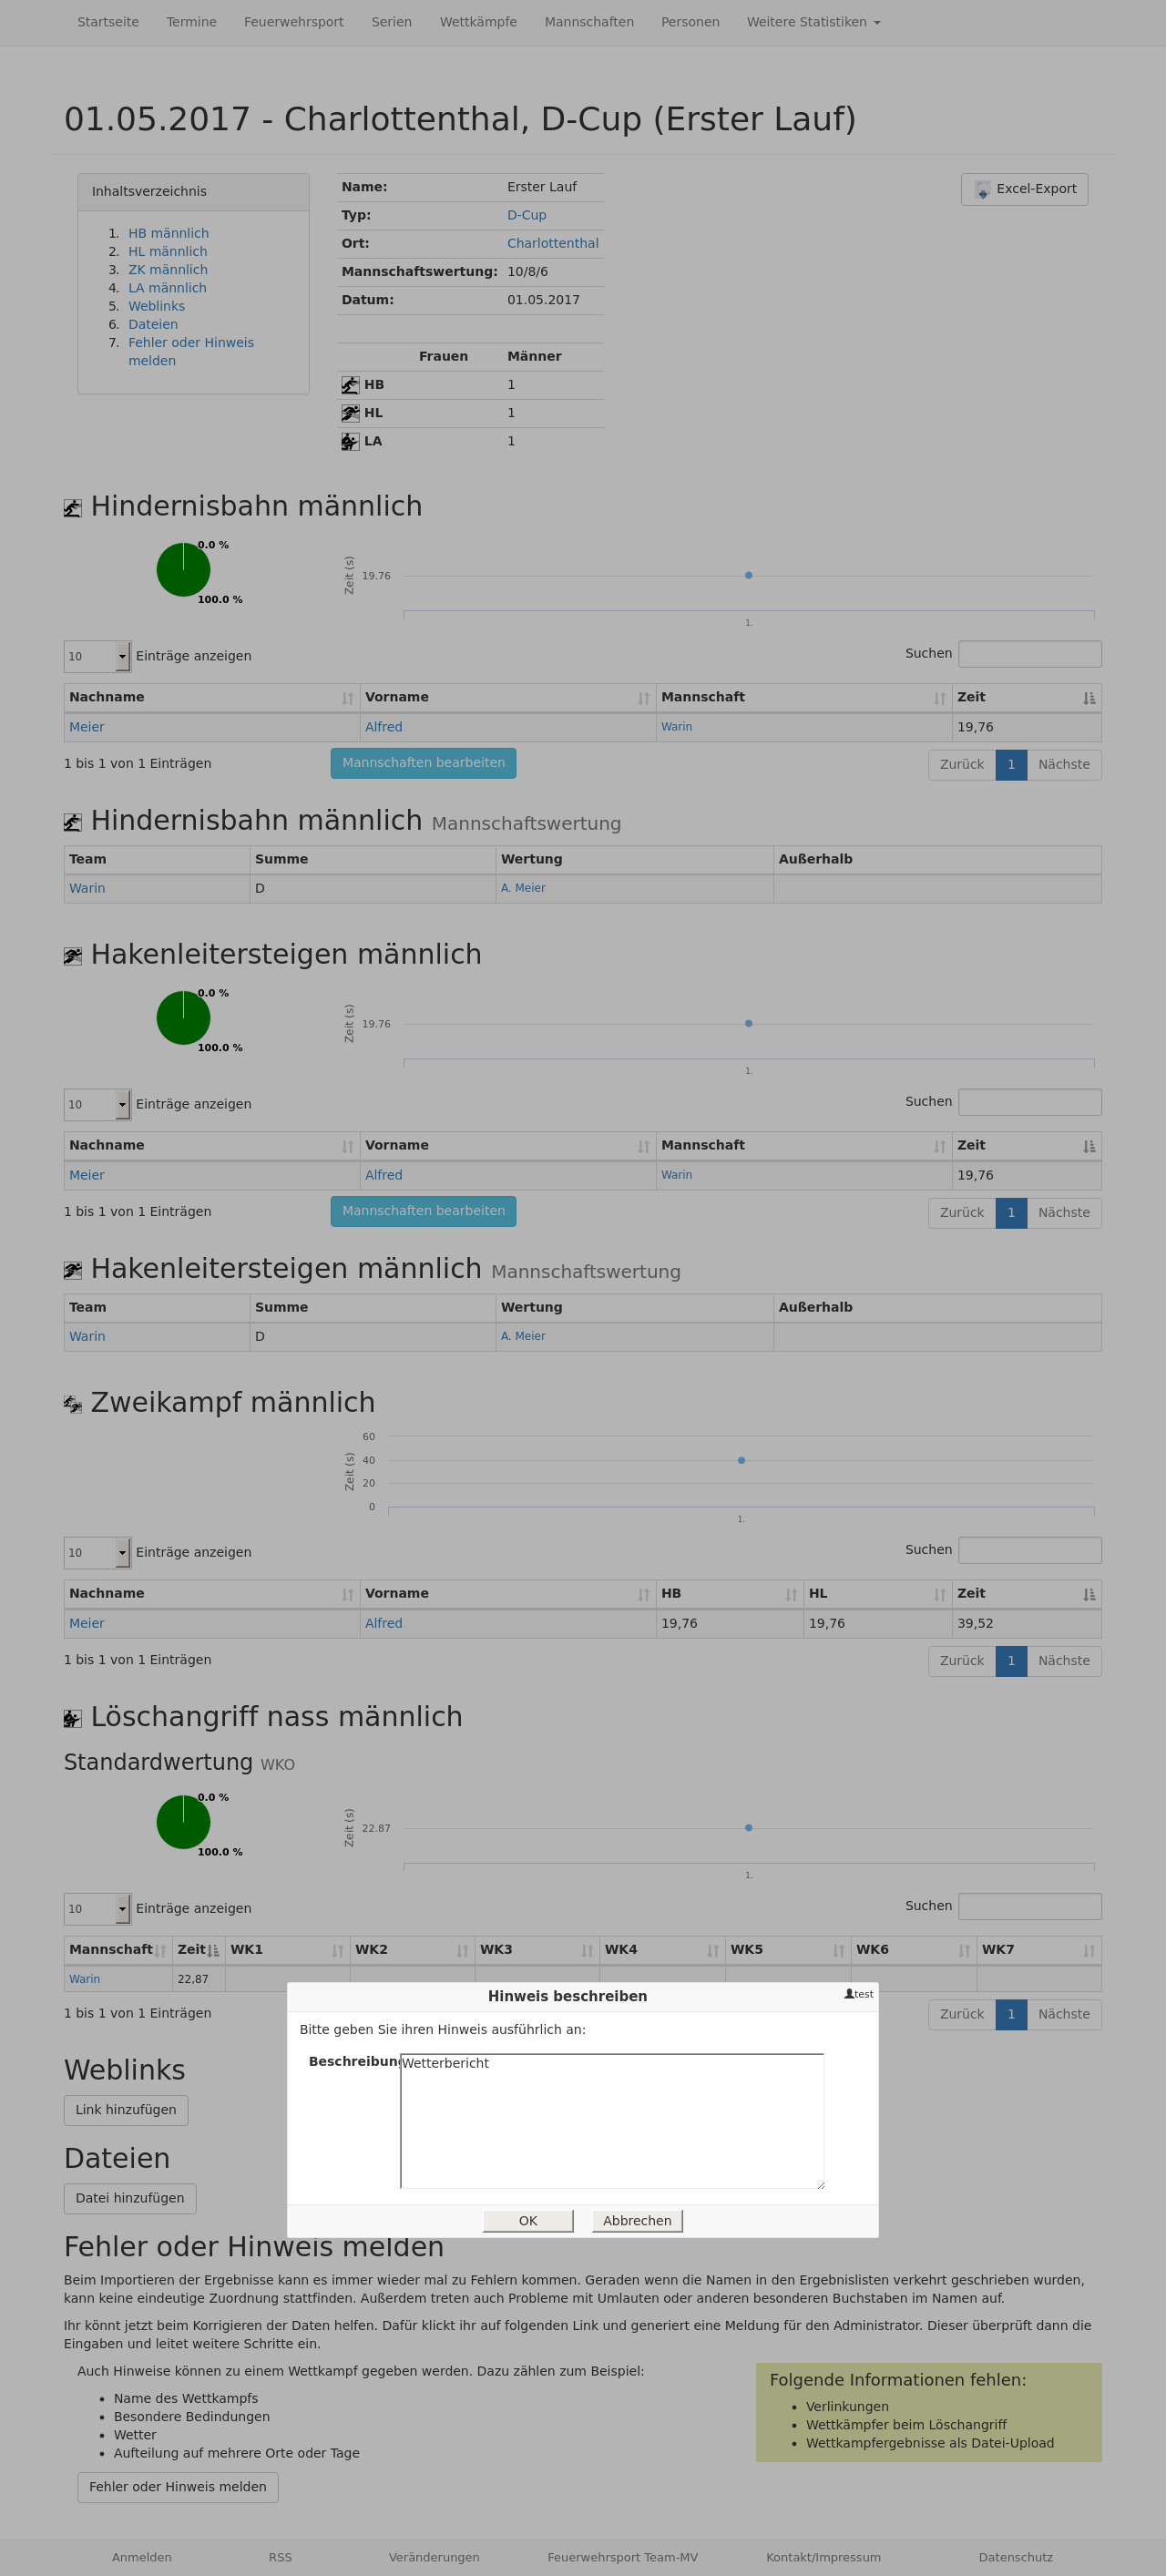 Startseite Termine Feuerwehrsport Serien Wettkämpfe Mannschaften Personen Weitere Statistiken
01.05.2017 - Charlottenthal, D-Cup (Erster Lauf)
Inhaltsverzeichnis
1. HB männlich
2. HL männlich
3. ZK männlich
4. LA männlich
5. Weblinks
6. Dateien
7. Fehler oder Hinweis
melden
Name: Erster Lauf
Typ: D-Cup
Ort: Charlottenthal
Mannschaftswertung: 10/8/6
Datum: 01.05.2017
Frauen Männer
HB 1
HL 1
LA 1
Excel-Export
Hindernisbahn männlich
0.0 %
100.0 %
Zeit (s)
19.76
1.
10 Einträge anzeigen
Suchen
Nachname Vorname Mannschaft Zeit
Meier Alfred Warin 19,76
1 bis 1 von 1 Einträgen Mannschaften bearbeiten Zurück 1 Nächste
Hindernisbahn männlich Mannschaftswertung
Team Summe Wertung Außerhalb
Warin D A. Meier
Hakenleitersteigen männlich
0.0 %
100.0 %
Zeit (s)
19.76
1.
10 Einträge anzeigen
Suchen
Nachname Vorname Mannschaft Zeit
Meier Alfred Warin 19,76
1 bis 1 von 1 Einträgen Mannschaften bearbeiten Zurück 1 Nächste
Hakenleitersteigen männlich Mannschaftswertung
Team Summe Wertung Außerhalb
Warin D A. Meier
Zweikampf männlich
Zeit (s)
60
40
20
0
1.
10 Einträge anzeigen
Suchen
Nachname Vorname HB HL Zeit
Meier Alfred 19,76 19,76 39,52
1 bis 1 von 1 Einträgen Zurück 1 Nächste
Löschangriff nass männlich
Standardwertung WKO
0.0 %
100.0 %
Zeit (s)
22.87
1.
10 Einträge anzeigen
Suchen
Mannschaft Zeit WK1 WK2 WK3 WK4 WK5 WK6 WK7
Warin 22,87
1 bis 1 von 1 Einträgen Zurück 1 Nächste
Hinweis beschreiben
test
Bitte geben Sie ihren Hinweis ausführlich an:
Beschreibung
Wetterbericht
OK Abbrechen
Weblinks
Link hinzufügen
Dateien
Datei hinzufügen
Fehler oder Hinweis melden
Beim Importieren der Ergebnisse kann es immer wieder mal zu Fehlern kommen. Geraden wenn die Namen in den Ergebnislisten verkehrt geschrieben wurden,
kann keine eindeutige Zuordnung stattfinden. Außerdem treten auch Probleme mit Umlauten oder anderen besonderen Buchstaben im Namen auf.
Ihr könnt jetzt beim Korrigieren der Daten helfen. Dafür klickt ihr auf folgenden Link und generiert eine Meldung für den Administrator. Dieser überprüft dann die
Eingaben und leitet weitere Schritte ein.
Auch Hinweise können zu einem Wettkampf gegeben werden. Dazu zählen zum Beispiel:
• Name des Wettkampfs
• Besondere Bedingungen
• Wetter
• Aufteilung auf mehrere Orte oder Tage
Fehler oder Hinweis melden
Folgende Informationen fehlen:
• Verlinkungen
• Wettkämpfer beim Löschangriff
• Wettkampfergebnisse als Datei-Upload
Anmelden RSS Veränderungen Feuerwehrsport Team-MV Kontakt/Impressum Datenschutz